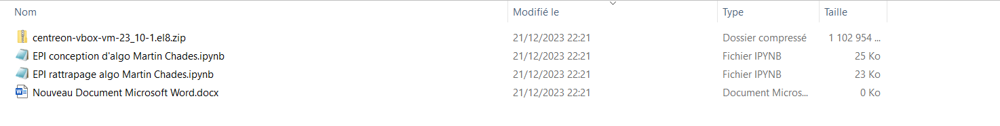 Nom Modifié le Type Taille
centreon-vbox-vm-23_10-1.el8.zip 21/12/2023 22:21 Dossier compressé 1 102 954 ...
EPI conception d'algo Martin Chades.ipynb 21/12/2023 22:21 Fichier IPYNB 25 Ko
EPI rattrapage algo Martin Chades.ipynb 21/12/2023 22:21 Fichier IPYNB 23 Ko
Nouveau Document Microsoft Word.docx 21/12/2023 22:21 Document Micros... 0 Ko